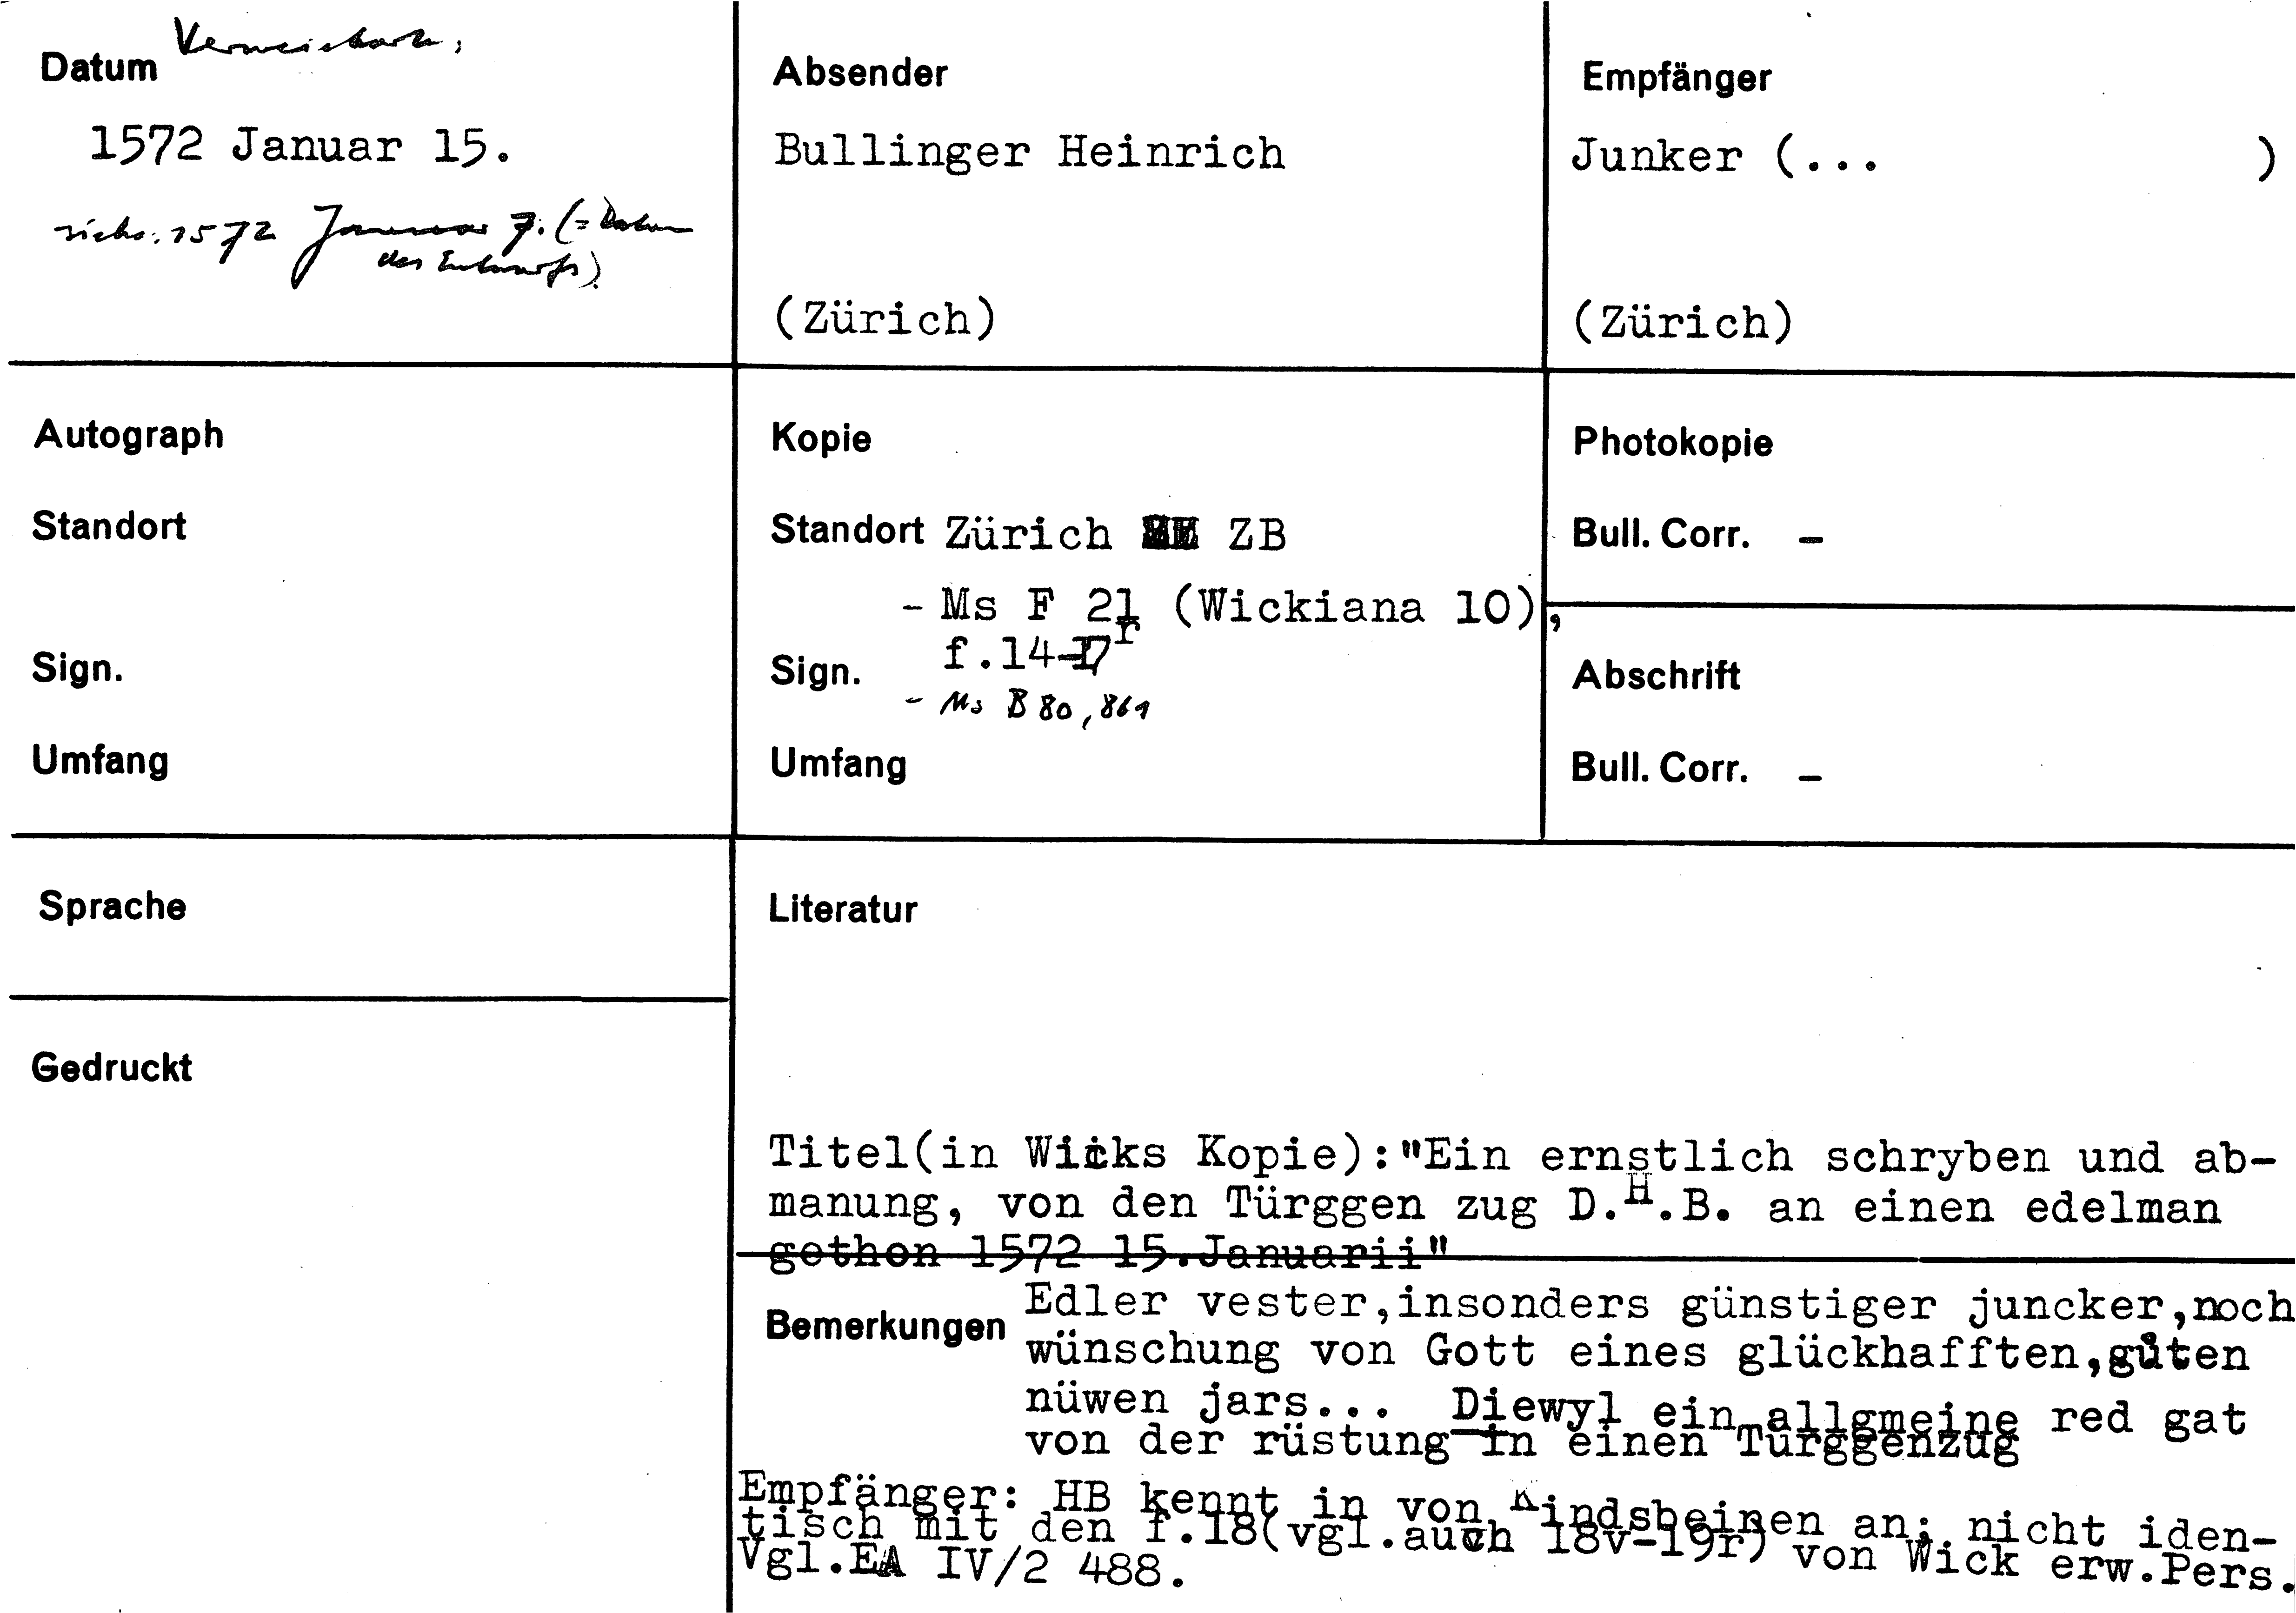 Datum Verweiskarte:
1572 Januar 15.
siehe: 1572 Januar 7. (= Datum
des Entwurfs)
Absender
Bullinger Heinrich
(Zürich)
Empfänger
Junker (... )
(Zürich)
Autograph
Standort
Sign.
Umfang
Kopie
Standort Zürich ZB
- Ms F 21 (Wickiana 10),
f.14-17r
Sign.
- Ms B 80, 861
Umfang
Photokopie
Bull. Corr. -
Abschrift
Bull. Corr. -
Sprache
Gedruckt
Literatur
Titel(in Wicks Kopie):"Ein ernstlich schryben und ab-
manung, von den Türggen zug D.H.B. an einen edelman
gethon 1572 15.Januarii"
Bemerkungen
Edler vester,insonders günstiger juncker,noch
wünschung von Gott eines glückhafften,gůten
nüwen jars... Diewyl ein allgmeine red gat
von der rüstung in einen Türggenzug
Empfänger: HB kennt in von Kindsbeinen an; nicht iden-
tisch mit den f.18(vgl.auch 18v-19r) von Wick erw.Pers.
Vgl.EA IV/2 488.